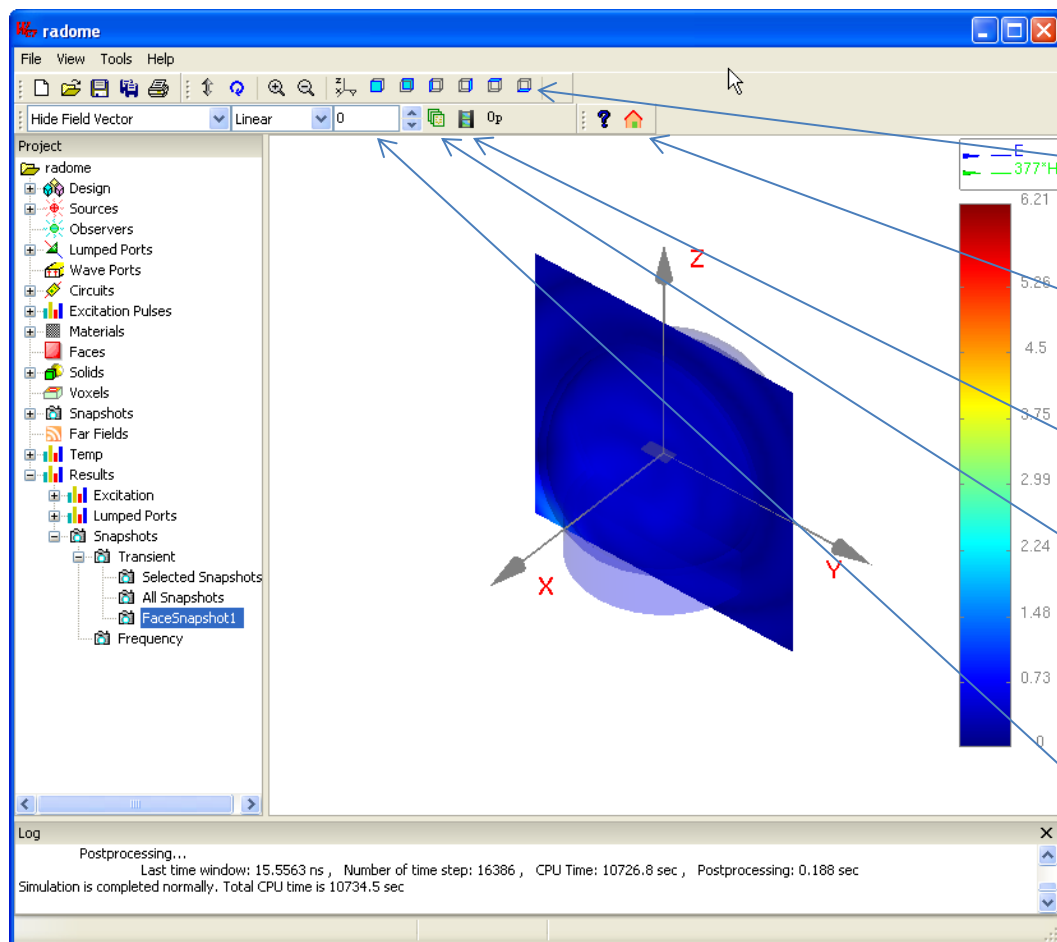 radome
File View Tools Help
Hide Field Vector Linear 0 0p
Project
radome
Design
Sources
Observers
Lumped Ports
Wave Ports
Circuits
Excitation Pulses
Materials
Faces
Solids
Voxels
Snapshots
Far Fields
Temp
Results
Excitation
Lumped Ports
Snapshots
Transient
Selected Snapshots
All Snapshots
FaceSnapshot1
Frequency
Z
X
Y
E
377*H
6.21
5.26
4.5
3.75
2.99
2.24
1.48
0.73
0
Log
Postprocessing...
Last time window: 15.5563 ns , Number of time step: 16386 , CPU Time: 10726.8 sec , Postprocessing: 0.188 sec
Simulation is completed normally. Total CPU time is 10734.5 sec